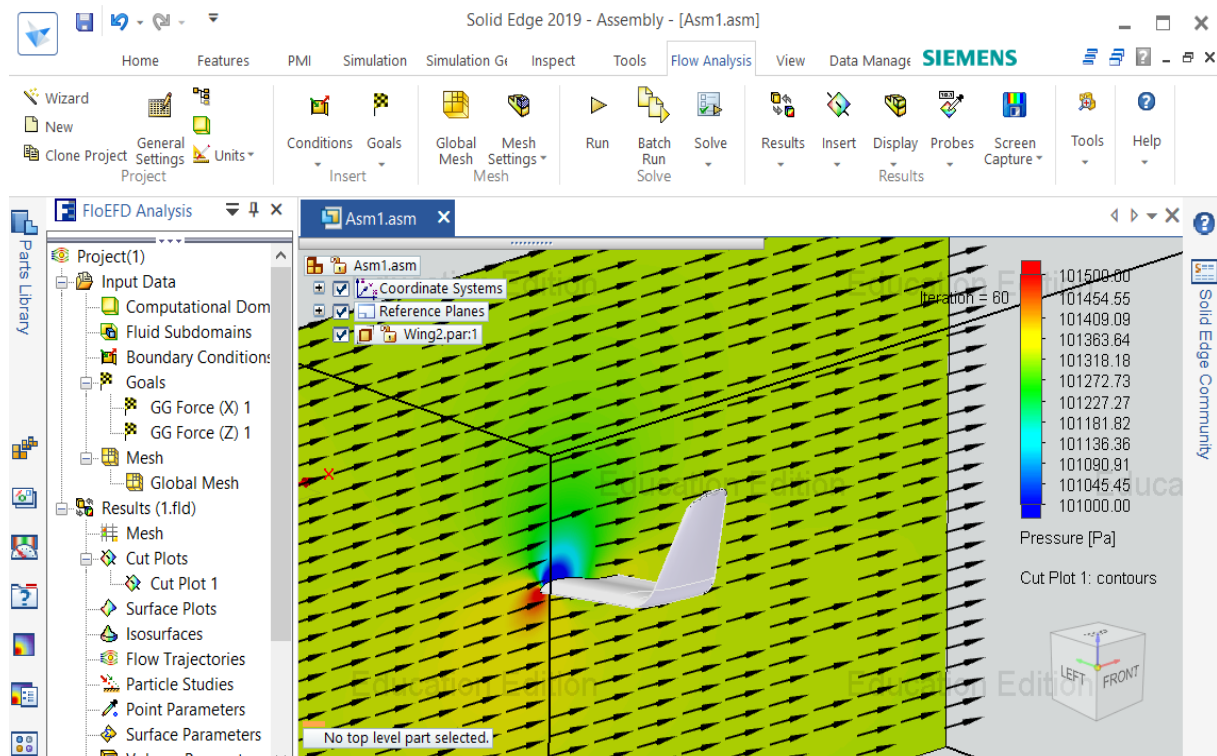 Solid Edge 2019 - Assembly - [Asm1.asm]
Home Features PMI Simulation Simulation Ge Inspect Tools Flow Analysis View Data Manage SIEMENS
Wizard
New
Clone Project
General Settings
Units
Project
Conditions Goals
Insert
Global Mesh
Mesh Settings
Mesh
Run
Batch Run
Solve
Solve
Results Insert Display Probes Screen Capture
Results
Tools
Help
Parts Library
FloEFD Analysis
Project(1)
Input Data
Computational Dom
Fluid Subdomains
Boundary Conditions
Goals
GG Force (X) 1
GG Force (Z) 1
Mesh
Global Mesh
Results (1.fld)
Mesh
Cut Plots
Cut Plot 1
Surface Plots
Isosurfaces
Flow Trajectories
Particle Studies
Point Parameters
Surface Parameters
Asm1.asm
Asm1.asm
Coordinate Systems
Reference Planes
Wing2.par:1
Iteration = 60
101500.00
101454.55
101409.09
101363.64
101318.18
101272.73
101227.27
101181.82
101136.36
101090.91
101045.45
101000.00
Pressure [Pa]
Cut Plot 1: contours
Education Edition
Education Edition
Education Edition
LEFT FRONT
No top level part selected.
Solid Edge Community